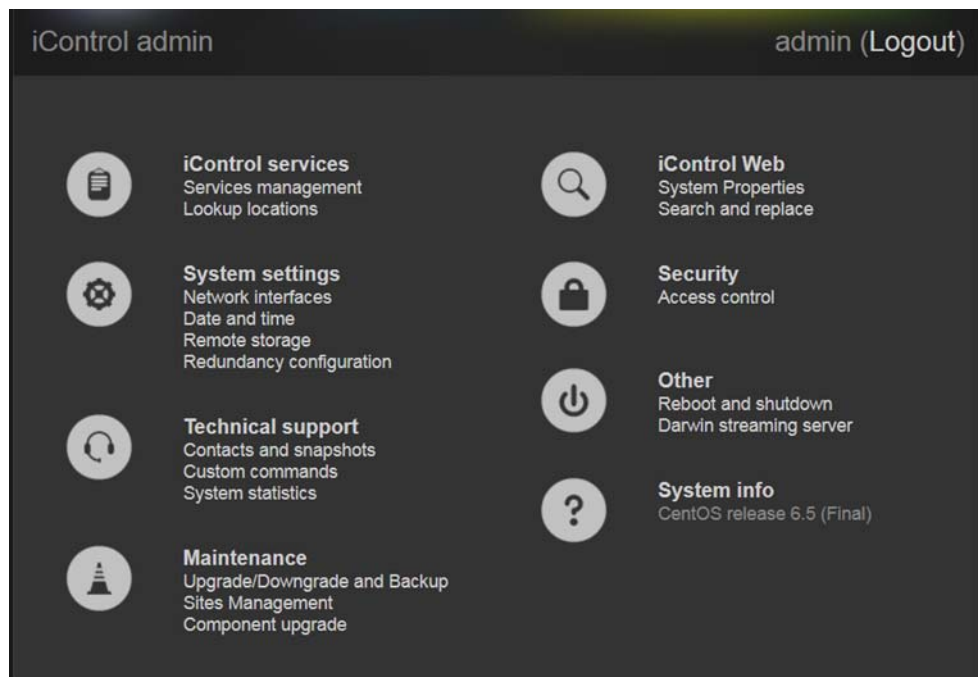 iControl admin
admin (Logout)
iControl services
Services management
Lookup locations
System settings
Network interfaces
Date and time
Remote storage
Redundancy configuration
Technical support
Contacts and snapshots
Custom commands
System statistics
Maintenance
Upgrade/Downgrade and Backup
Sites Management
Component upgrade
iControl Web
System Properties
Search and replace
Security
Access control
Other
Reboot and shutdown
Darwin streaming server
System info
CentOS release 6.5 (Final)